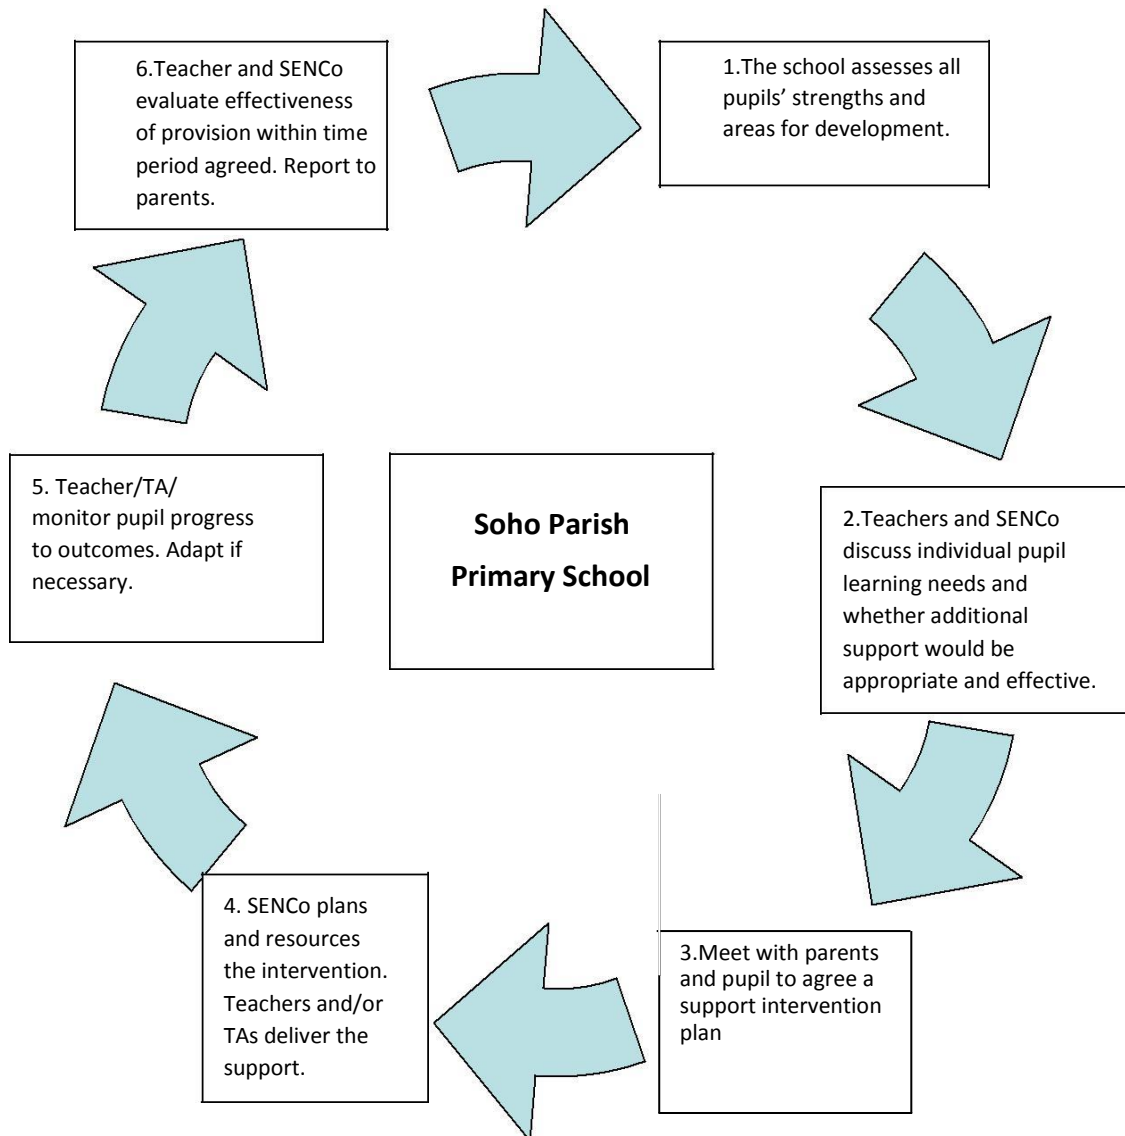 1.The school assesses all
pupils’ strengths and
areas for development.
2.Teachers and SENCo
discuss individual pupil
learning needs and
whether additional
support would be
appropriate and effective.
3.Meet with parents
and pupil to agree a
support intervention
plan
4. SENCo plans
and resources
the intervention.
Teachers and/or
TAs deliver the
support.
5. Teacher/TA/
monitor pupil progress
to outcomes. Adapt if
necessary.
6.Teacher and SENCo
evaluate effectiveness
of provision within time
period agreed. Report to
parents.
Soho Parish
Primary School